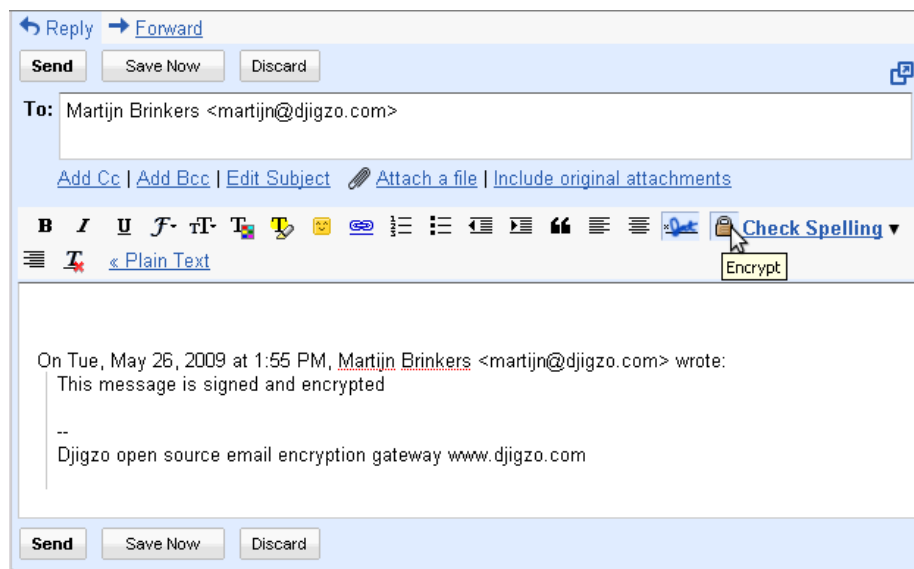 Reply Forward
Send Save Now Discard
To: Martijn Brinkers <martijn@djigzo.com>
Add Cc | Add Bcc | Edit Subject Attach a file | Include original attachments
B I U F TT T T Check Spelling ▼
T « Plain Text
Encrypt
On Tue, May 26, 2009 at 1:55 PM, Martijn Brinkers <martijn@djigzo.com> wrote:
This message is signed and encrypted
--
Djigzo open source email encryption gateway www.djigzo.com
Send Save Now Discard